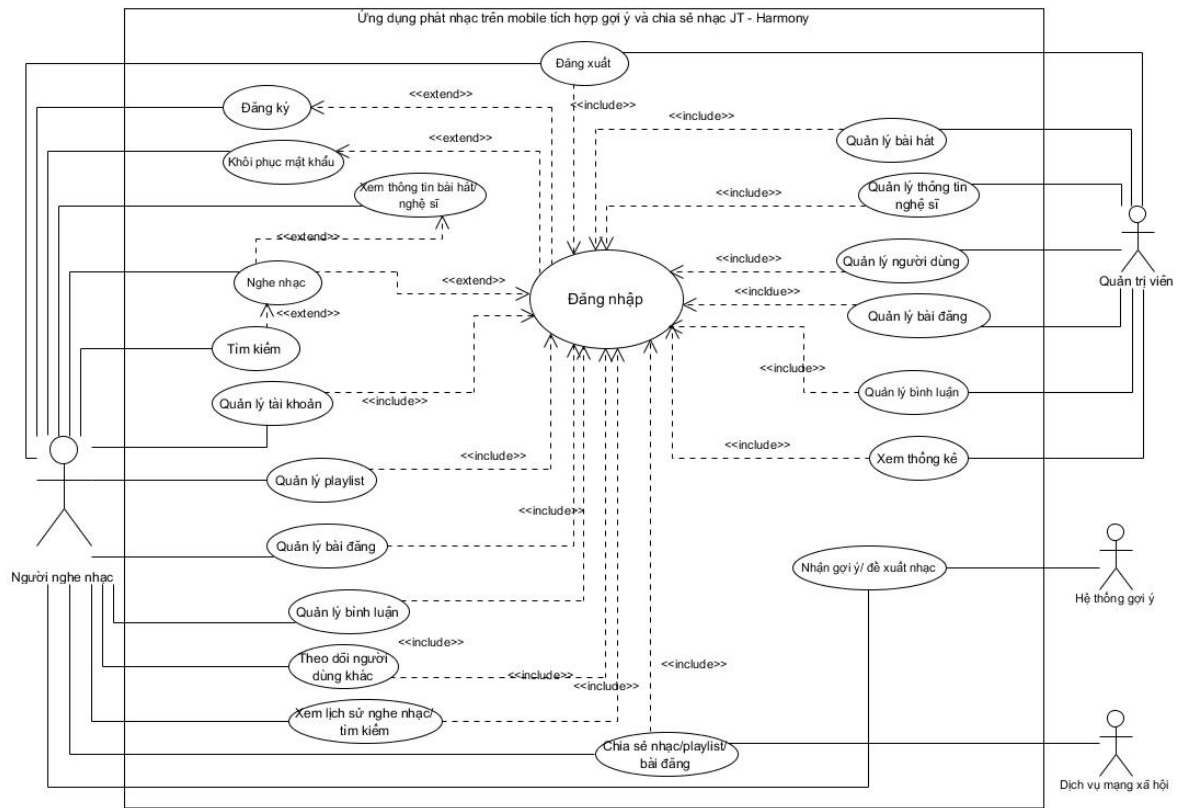 Ứng dụng phát nhạc trên mobile tích hợp gợi ý và chia sẻ nhạc JT - Harmony
Đăng xuất
<<extend>>
<<include>>
<<include>>
Đăng ký
<<extend>>
Quản lý bài hát
Khôi phục mật khẩu
Xem thông tin bài hát/
nghệ sĩ
<<include>>
Quản lý thông tin
nghệ sĩ
<<extend>>
<<include>>
Quản lý người dùng
Nghe nhạc
<<extend>>
Đăng nhập
Quản trị viên
<<extend>>
<<incldue>>
Quản lý bài đăng
Tìm kiếm
<<include>>
Quản lý tài khoản
<<include>>
Quản lý bình luận
<<include>>
Xem thống kê
Quản lý playlist
<<include>>
Quản lý bài đăng
Nhận gợi ý/ đề xuất nhạc
Người nghe nhạc
Hệ thống gợi ý
Quản lý bình luận
<<include>>
Theo dõi người
dùng khác
<<include>>
<<include>>
<<include>>
Xem lịch sử nghe nhạc/
tìm kiếm
Chia sẻ nhạc/playlist/
bài đăng
Dịch vụ mạng xã hội